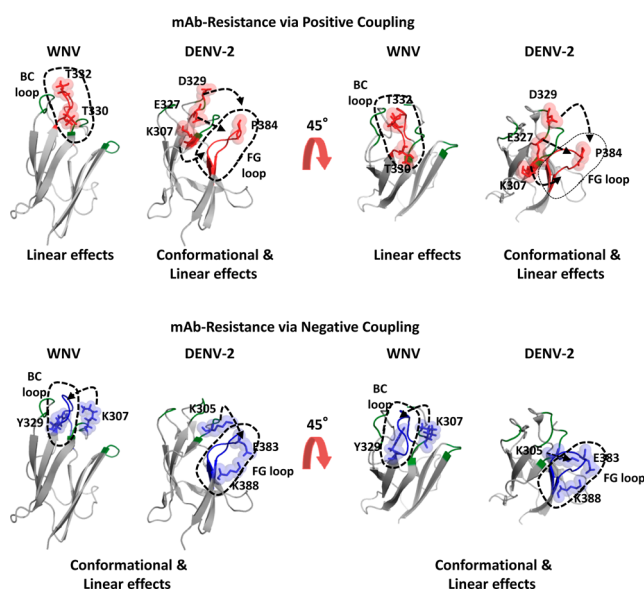 mAb-Resistance via Positive Coupling
WNV
DENV-2
WNV
DENV-2
BC
loop
T332
T330
D329
E327
K307
P384
FG
loop
45°
BC
loop
T332
T330
D329
E327
P384
K307
FG loop
Linear effects
Conformational &
Linear effects
Linear effects
Conformational &
Linear effects
mAb-Resistance via Negative Coupling
WNV
DENV-2
WNV
DENV-2
BC
loop
K307
Y329
K305
E383
FG loop
K388
45°
BC
loop
K307
Y329
K305
E383
FG loop
K388
Conformational &
Linear effects
Conformational &
Linear effects